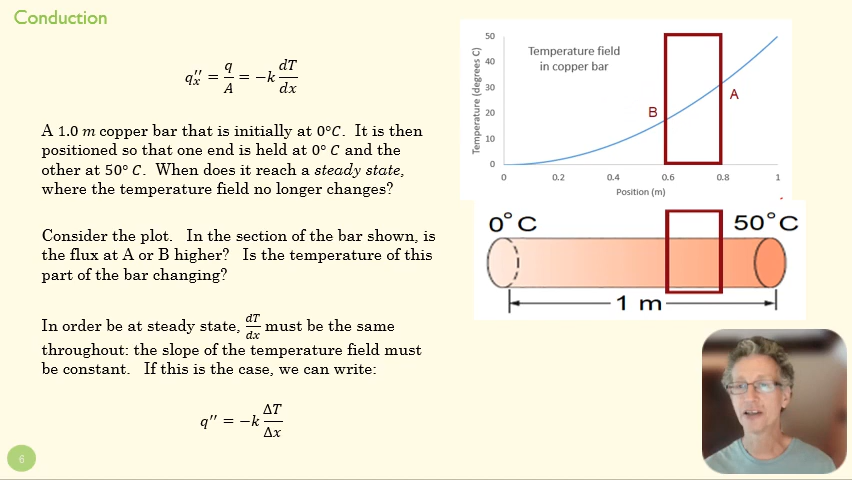 Conduction
q''ₓ = q/A = −k dT/dx
A 1.0 m copper bar that is initially at 0°C. It is then
positioned so that one end is held at 0° C and the
other at 50° C. When does it reach a steady state,
where the temperature field no longer changes?
Consider the plot. In the section of the bar shown, is
the flux at A or B higher? Is the temperature of this
part of the bar changing?
In order be at steady state, dT/dx must be the same
throughout: the slope of the temperature field must
be constant. If this is the case, we can write:
q'' = −k ΔT/Δx
6
Temperature (degrees C)
50
40
30
20
10
0
Temperature field
in copper bar
B
A
0 0.2 0.4 0.6 0.8 1
Position (m)
0°C 50°C
1 m